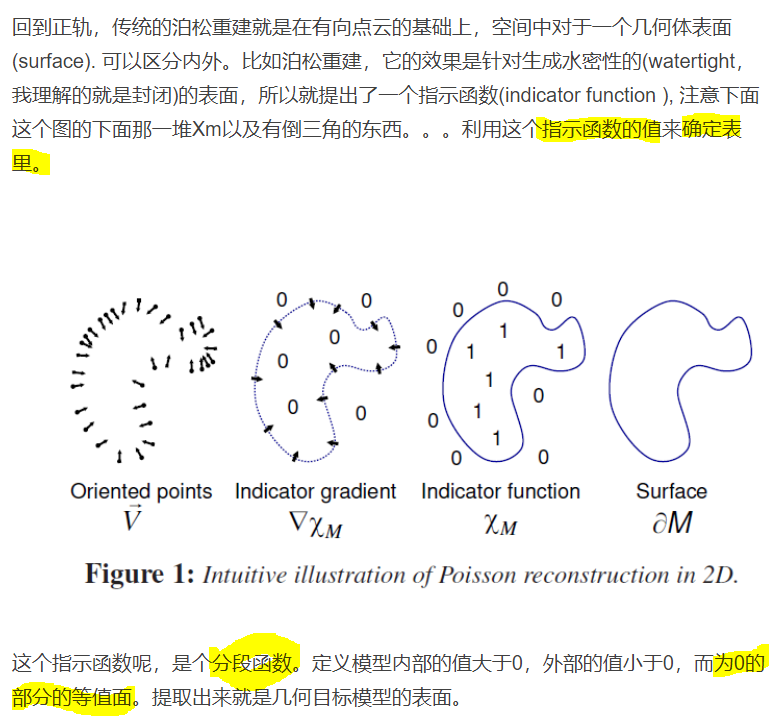 回到正轨，传统的泊松重建就是在有向点云的基础上，空间中对于一个几何体表面
(surface). 可以区分内外。比如泊松重建，它的效果是针对生成水密性的(watertight，
我理解的就是封闭)的表面，所以就提出了一个指示函数(indicator function ), 注意下面
这个图的下面那一堆Xm以及有倒三角的东西。。。利用这个指示函数的值来确定表
里。
0 0 0 0 0 0
0 0 0 0 0 0 0 0 1 1 1 1 1 1
Oriented points Indicator gradient Indicator function Surface
V⃗ ∇χM χM ∂M
Figure 1: Intuitive illustration of Poisson reconstruction in 2D.
这个指示函数呢，是个分段函数。定义模型内部的值大于0，外部的值小于0，而为0的
部分的等值面。提取出来就是几何目标模型的表面。